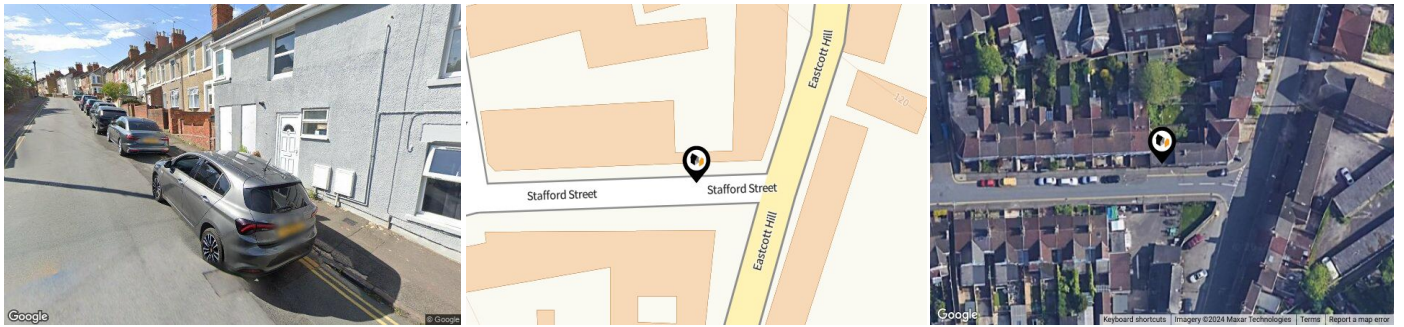 Google
© Google
Stafford Street
Stafford Street
Eastcott Hill
Eastcott Hill
120
Google
Keyboard shortcuts
Imagery ©2024 Maxar Technologies
Terms
Report a map error